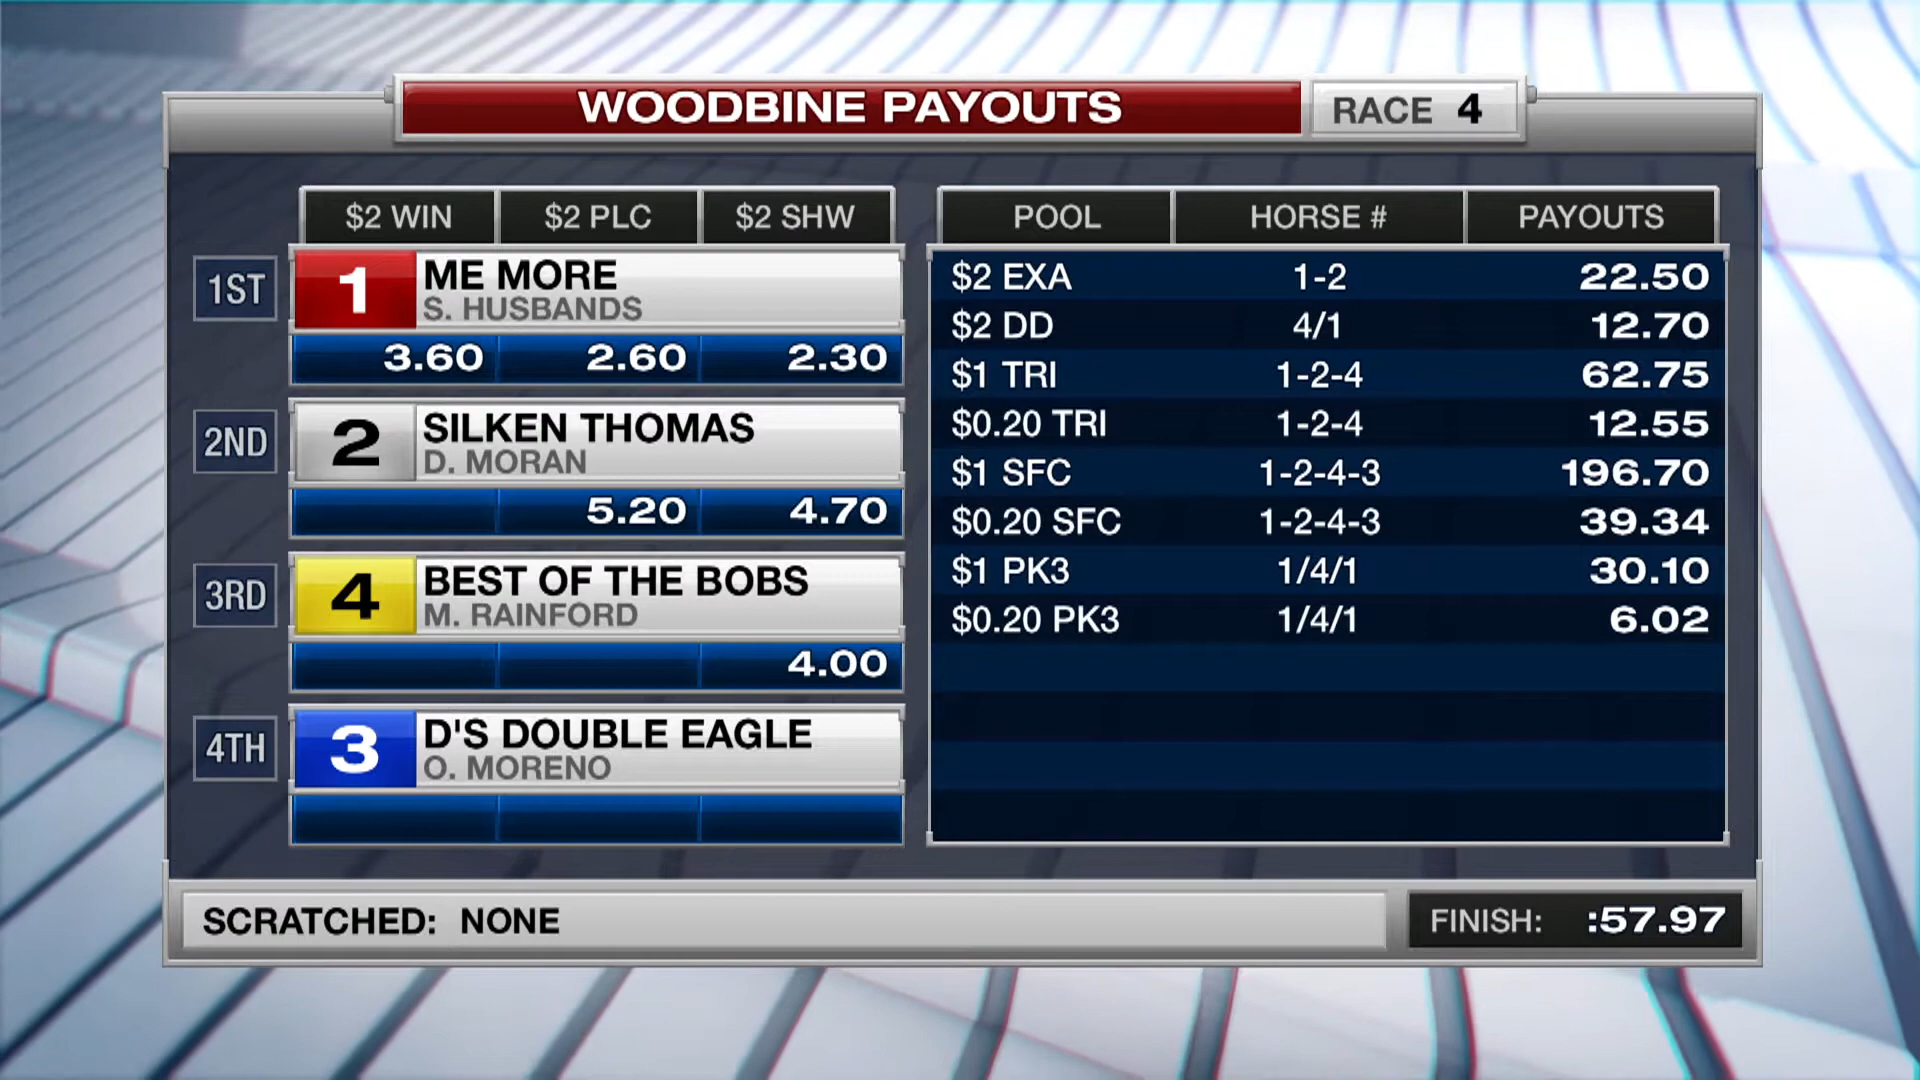 WOODBINE PAYOUTS
RACE 4
$2 WIN $2 PLC $2 SHW
1ST 1 ME MORE
S. HUSBANDS
3.60 2.60 2.30
2ND 2 SILKEN THOMAS
D. MORAN
5.20 4.70
3RD 4 BEST OF THE BOBS
M. RAINFORD
4.00
4TH 3 D'S DOUBLE EAGLE
O. MORENO
POOL HORSE # PAYOUTS
$2 EXA 1-2 22.50
$2 DD 4/1 12.70
$1 TRI 1-2-4 62.75
$0.20 TRI 1-2-4 12.55
$1 SFC 1-2-4-3 196.70
$0.20 SFC 1-2-4-3 39.34
$1 PK3 1/4/1 30.10
$0.20 PK3 1/4/1 6.02
SCRATCHED: NONE
FINISH: :57.97